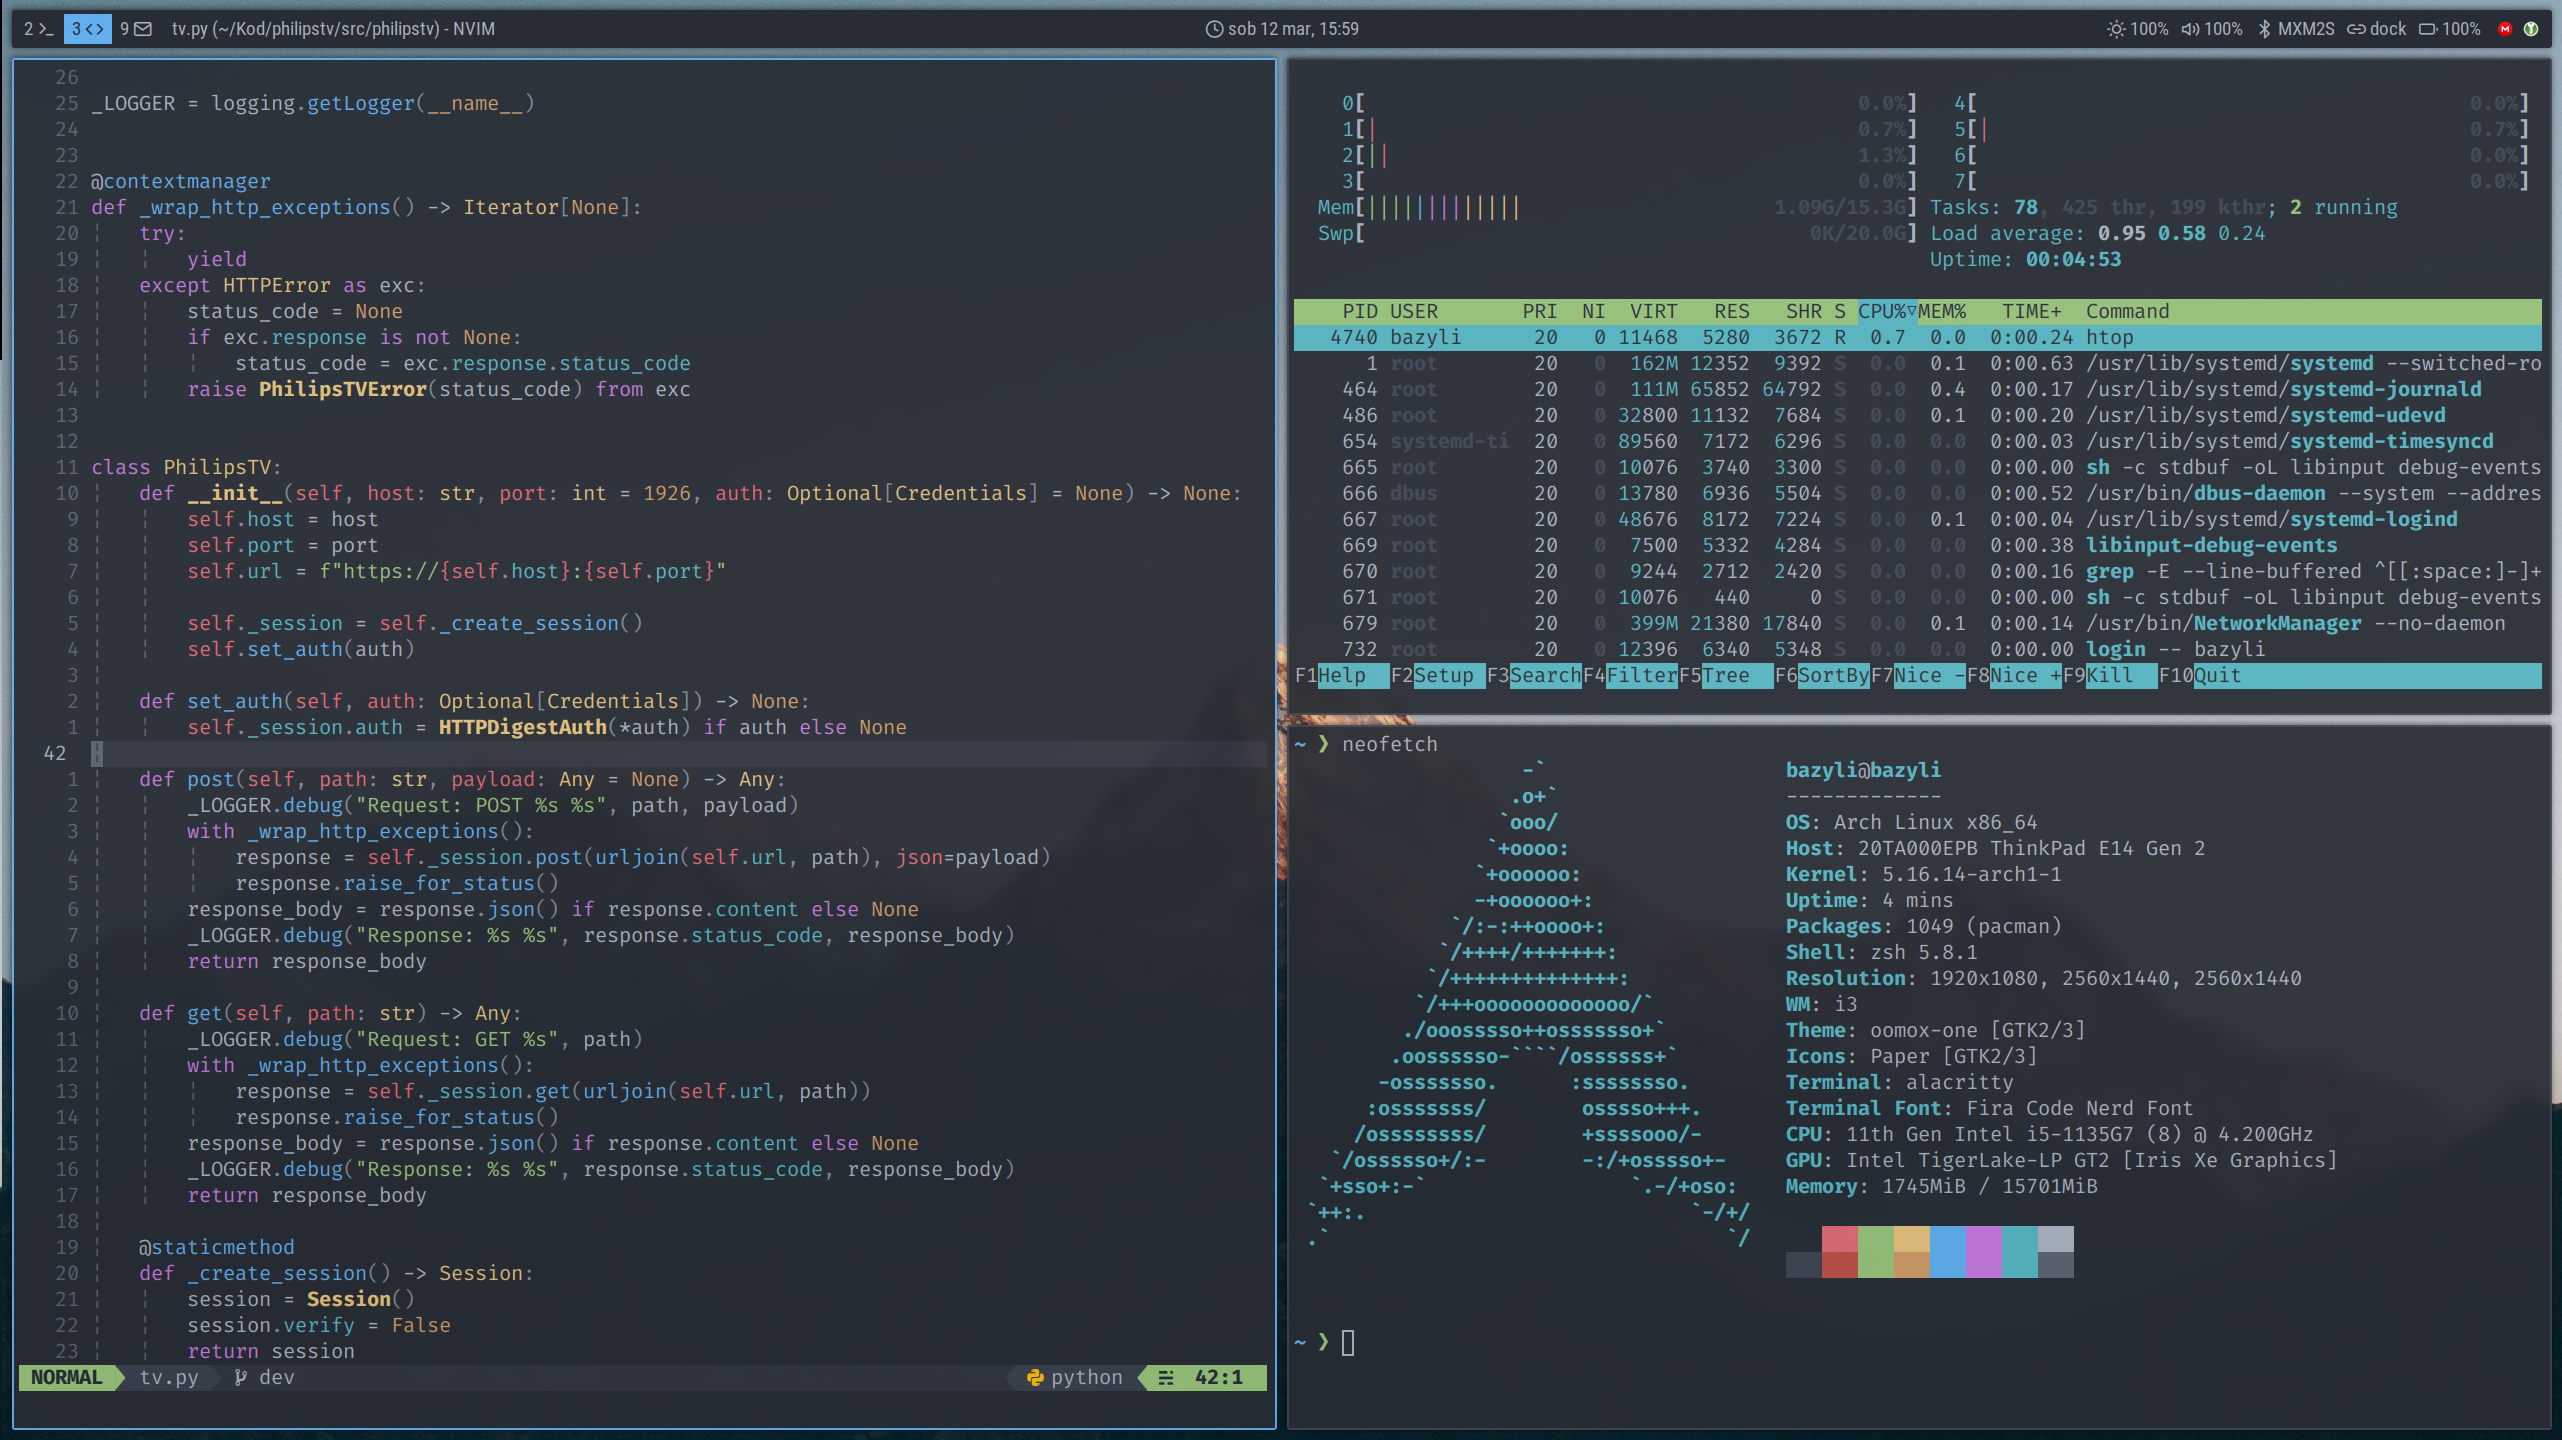 2 3 9 tv.py (~/Kod/philipstv/src/philipstv) - NVIM
sob 12 mar, 15:59
100% 100% MXM2S dock 100%
26
25 _LOGGER = logging.getLogger(__name__)
24
23
22 @contextmanager
21 def _wrap_http_exceptions() -> Iterator[None]:
20 try:
19 yield
18 except HTTPError as exc:
17 status_code = None
16 if exc.response is not None:
15 status_code = exc.response.status_code
14 raise PhilipsTVError(status_code) from exc
13
12
11 class PhilipsTV:
10 def __init__(self, host: str, port: int = 1926, auth: Optional[Credentials] = None) -> None:
9 self.host = host
8 self.port = port
7 self.url = f"https://{self.host}:{self.port}"
6
5 self._session = self._create_session()
4 self.set_auth(auth)
3
2 def set_auth(self, auth: Optional[Credentials]) -> None:
1 self._session.auth = HTTPDigestAuth(*auth) if auth else None
42
1 def post(self, path: str, payload: Any = None) -> Any:
2 _LOGGER.debug("Request: POST %s %s", path, payload)
3 with _wrap_http_exceptions():
4 response = self._session.post(urljoin(self.url, path), json=payload)
5 response.raise_for_status()
6 response_body = response.json() if response.content else None
7 _LOGGER.debug("Response: %s %s", response.status_code, response_body)
8 return response_body
9
10 def get(self, path: str) -> Any:
11 _LOGGER.debug("Request: GET %s", path)
12 with _wrap_http_exceptions():
13 response = self._session.get(urljoin(self.url, path))
14 response.raise_for_status()
15 response_body = response.json() if response.content else None
16 _LOGGER.debug("Response: %s %s", response.status_code, response_body)
17 return response_body
18
19 @staticmethod
20 def _create_session() -> Session:
21 session = Session()
22 session.verify = False
23 return session
NORMAL tv.py dev python 42:1
0[ 0.0%] 4[ 0.0%]
1[| 0.7%] 5[| 0.7%]
2[|| 1.3%] 6[ 0.0%]
3[ 0.0%] 7[ 0.0%]
Mem[||||||||||||| 1.09G/15.3G] Tasks: 78, 425 thr, 199 kthr; 2 running
Swp[ 0K/20.0G] Load average: 0.95 0.58 0.24
Uptime: 00:04:53
PID USER PRI NI VIRT RES SHR S CPU%▽MEM% TIME+ Command
4740 bazyli 20 0 11468 5280 3672 R 0.7 0.0 0:00.24 htop
1 root 20 0 162M 12352 9392 S 0.0 0.1 0:00.63 /usr/lib/systemd/systemd --switched-ro
464 root 20 0 111M 65852 64792 S 0.0 0.4 0:00.17 /usr/lib/systemd/systemd-journald
486 root 20 0 32800 11132 7684 S 0.0 0.1 0:00.20 /usr/lib/systemd/systemd-udevd
654 systemd-ti 20 0 89560 7172 6296 S 0.0 0.0 0:00.03 /usr/lib/systemd/systemd-timesyncd
665 root 20 0 10076 3740 3300 S 0.0 0.0 0:00.00 sh -c stdbuf -oL libinput debug-events
666 dbus 20 0 13780 6936 5504 S 0.0 0.0 0:00.52 /usr/bin/dbus-daemon --system --addres
667 root 20 0 48676 8172 7224 S 0.0 0.1 0:00.04 /usr/lib/systemd/systemd-logind
669 root 20 0 7500 5332 4284 S 0.0 0.0 0:00.38 libinput-debug-events
670 root 20 0 9244 2712 2420 S 0.0 0.0 0:00.16 grep -E --line-buffered ^[[:space:]-]+
671 root 20 0 10076 440 0 S 0.0 0.0 0:00.00 sh -c stdbuf -oL libinput debug-events
679 root 20 0 399M 21380 17840 S 0.0 0.1 0:00.14 /usr/bin/NetworkManager --no-daemon
732 root 20 0 12396 6340 5348 S 0.0 0.0 0:00.00 login -- bazyli
F1Help F2Setup F3SearchF4FilterF5Tree F6SortByF7Nice -F8Nice +F9Kill F10Quit
~ ❯ neofetch
bazyli@bazyli
-------------
OS: Arch Linux x86_64
Host: 20TA000EPB ThinkPad E14 Gen 2
Kernel: 5.16.14-arch1-1
Uptime: 4 mins
Packages: 1049 (pacman)
Shell: zsh 5.8.1
Resolution: 1920x1080, 2560x1440, 2560x1440
WM: i3
Theme: oomox-one [GTK2/3]
Icons: Paper [GTK2/3]
Terminal: alacritty
Terminal Font: Fira Code Nerd Font
CPU: 11th Gen Intel i5-1135G7 (8) @ 4.200GHz
GPU: Intel TigerLake-LP GT2 [Iris Xe Graphics]
Memory: 1745MiB / 15701MiB
~ ❯